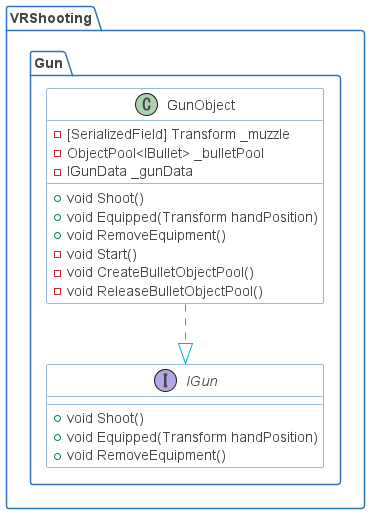 VRShooting
Gun
C GunObject
[SerializedField] Transform _muzzle
ObjectPool<IBullet> _bulletPool
IGunData _gunData
void Shoot()
void Equipped(Transform handPosition)
void RemoveEquipment()
void Start()
void CreateBulletObjectPool()
void ReleaseBulletObjectPool()
I IGun
void Shoot()
void Equipped(Transform handPosition)
void RemoveEquipment()